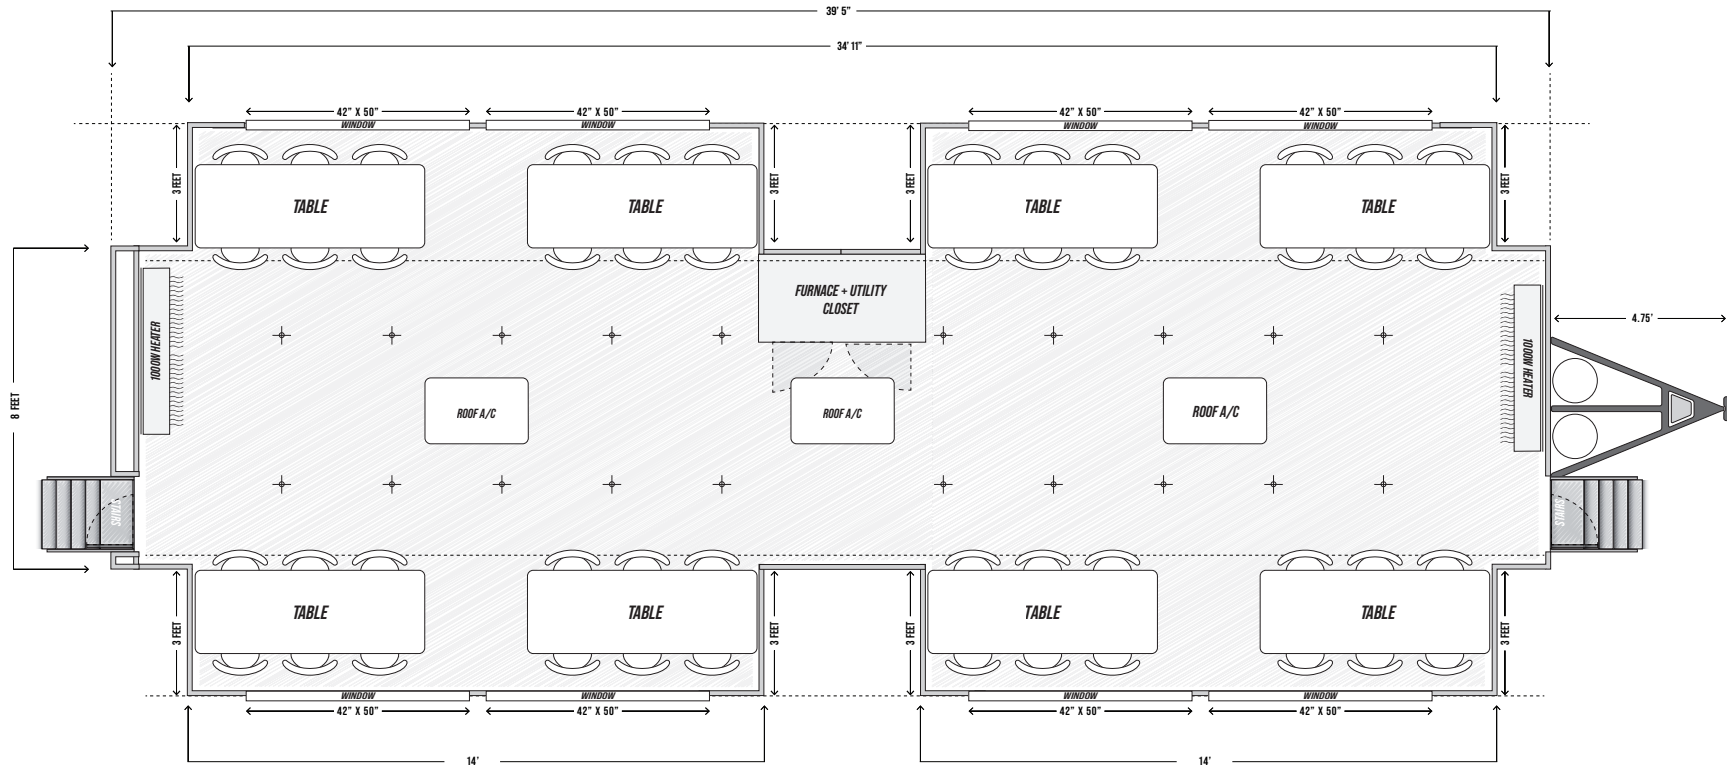 39' 5"
34' 11"
42" X 50"
42" X 50"
42" X 50"
42" X 50"
WINDOW
WINDOW
WINDOW
WINDOW
3 FEET
3 FEET
3 FEET
3 FEET
TABLE
TABLE
TABLE
TABLE
FURNACE + UTILITY
CLOSET
1000W HEATER
1000W HEATER
4.75'
8 FEET
ROOF A/C
ROOF A/C
ROOF A/C
STAIRS
STAIRS
TABLE
TABLE
TABLE
TABLE
3 FEET
3 FEET
3 FEET
3 FEET
WINDOW
WINDOW
WINDOW
WINDOW
42" X 50"
42" X 50"
42" X 50"
42" X 50"
14'
14'